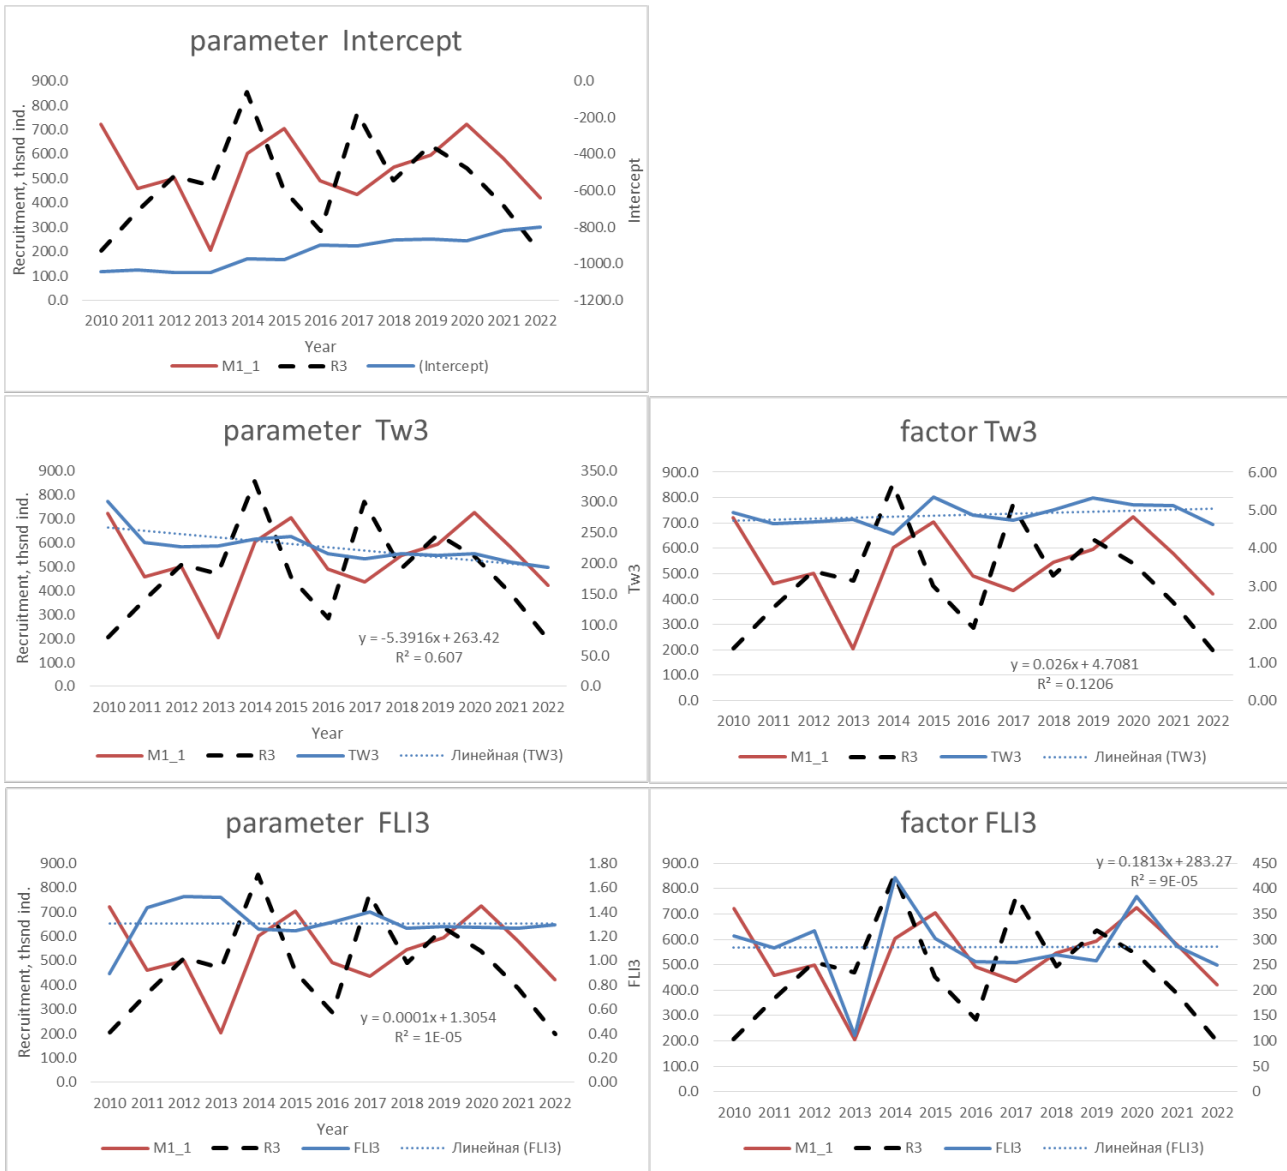 parameter Intercept
900.0
800.0
700.0
600.0
500.0
400.0
300.0
200.0
100.0
0.0
Recruitment, thsnd ind.
0.0
-200.0
-400.0
-600.0
-800.0
-1000.0
-1200.0
Intercept
2010 2011 2012 2013 2014 2015 2016 2017 2018 2019 2020 2021 2022
Year
M1_1 R3 (Intercept)
parameter Tw3
900.0
800.0
700.0
600.0
500.0
400.0
300.0
200.0
100.0
0.0
Recruitment, thsnd ind.
350.0
300.0
250.0
200.0
150.0
100.0
50.0
0.0
Tw3
y = -5.3916x + 263.42
R² = 0.607
2010 2011 2012 2013 2014 2015 2016 2017 2018 2019 2020 2021 2022
Year
M1_1 R3 TW3 Линейная (TW3)
factor Tw3
900.0
800.0
700.0
600.0
500.0
400.0
300.0
200.0
100.0
0.0
6.00
5.00
4.00
3.00
2.00
1.00
0.00
y = 0.026x + 4.7081
R² = 0.1206
2010 2011 2012 2013 2014 2015 2016 2017 2018 2019 2020 2021 2022
M1_1 R3 TW3 Линейная (TW3)
parameter FLI3
900.0
800.0
700.0
600.0
500.0
400.0
300.0
200.0
100.0
0.0
Recruitment, thsnd ind.
1.80
1.60
1.40
1.20
1.00
0.80
0.60
0.40
0.20
0.00
FLI3
y = 0.0001x + 1.3054
R² = 1E-05
2010 2011 2012 2013 2014 2015 2016 2017 2018 2019 2020 2021 2022
Year
M1_1 R3 FLI3 Линейная (FLI3)
factor FLI3
900.0
800.0
700.0
600.0
500.0
400.0
300.0
200.0
100.0
0.0
450
400
350
300
250
200
150
100
50
0
y = 0.1813x + 283.27
R² = 9E-05
2010 2011 2012 2013 2014 2015 2016 2017 2018 2019 2020 2021 2022
M1_1 R3 FLI3 Линейная (FLI3)